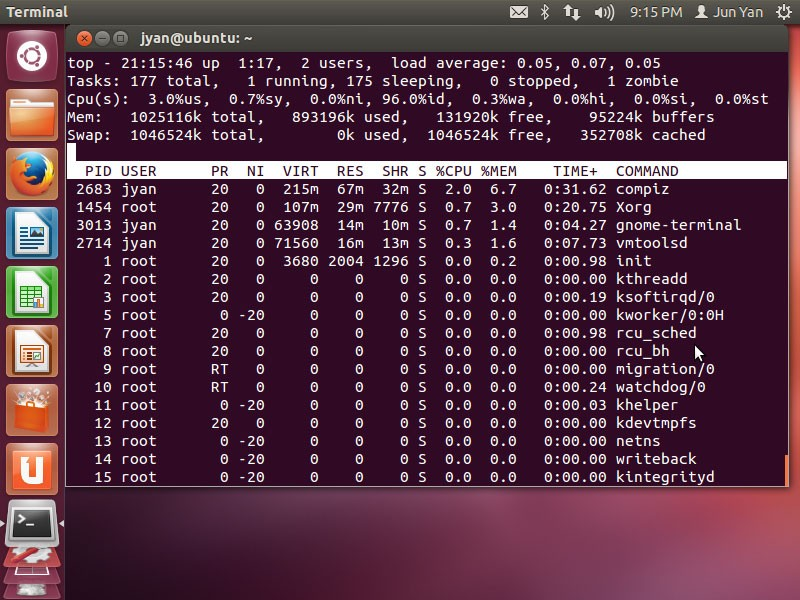 Terminal 9:15 PM Jun Yan
jyan@ubuntu: ~
top - 21:15:46 up  1:17,  2 users,  load average: 0.05, 0.07, 0.05
Tasks: 177 total,   1 running, 175 sleeping,   0 stopped,   1 zombie
Cpu(s):  3.0%us,  0.7%sy,  0.0%ni, 96.0%id,  0.3%wa,  0.0%hi,  0.0%si,  0.0%st
Mem:   1025116k total,   893196k used,   131920k free,    95224k buffers
Swap:  1046524k total,        0k used,  1046524k free,   352708k cached
  PID USER      PR  NI  VIRT  RES  SHR S %CPU %MEM    TIME+  COMMAND
 2683 jyan      20   0  215m  67m  32m S  2.0  6.7   0:31.62 compiz
 1454 root      20   0  107m  29m 7776 S  0.7  3.0   0:20.75 Xorg
 3013 jyan      20   0 63908  14m  10m S  0.7  1.4   0:04.27 gnome-terminal
 2714 jyan      20   0 71560  16m  13m S  0.3  1.6   0:07.73 vmtoolsd
    1 root      20   0  3680 2004 1296 S  0.0  0.2   0:00.98 init
    2 root      20   0     0    0    0 S  0.0  0.0   0:00.00 kthreadd
    3 root      20   0     0    0    0 S  0.0  0.0   0:00.19 ksoftirqd/0
    5 root       0 -20     0    0    0 S  0.0  0.0   0:00.00 kworker/0:0H
    7 root      20   0     0    0    0 S  0.0  0.0   0:00.98 rcu_sched
    8 root      20   0     0    0    0 S  0.0  0.0   0:00.00 rcu_bh
    9 root      RT   0     0    0    0 S  0.0  0.0   0:00.00 migration/0
   10 root      RT   0     0    0    0 S  0.0  0.0   0:00.24 watchdog/0
   11 root       0 -20     0    0    0 S  0.0  0.0   0:00.03 khelper
   12 root      20   0     0    0    0 S  0.0  0.0   0:00.00 kdevtmpfs
   13 root       0 -20     0    0    0 S  0.0  0.0   0:00.00 netns
   14 root       0 -20     0    0    0 S  0.0  0.0   0:00.00 writeback
   15 root       0 -20     0    0    0 S  0.0  0.0   0:00.00 kintegrityd